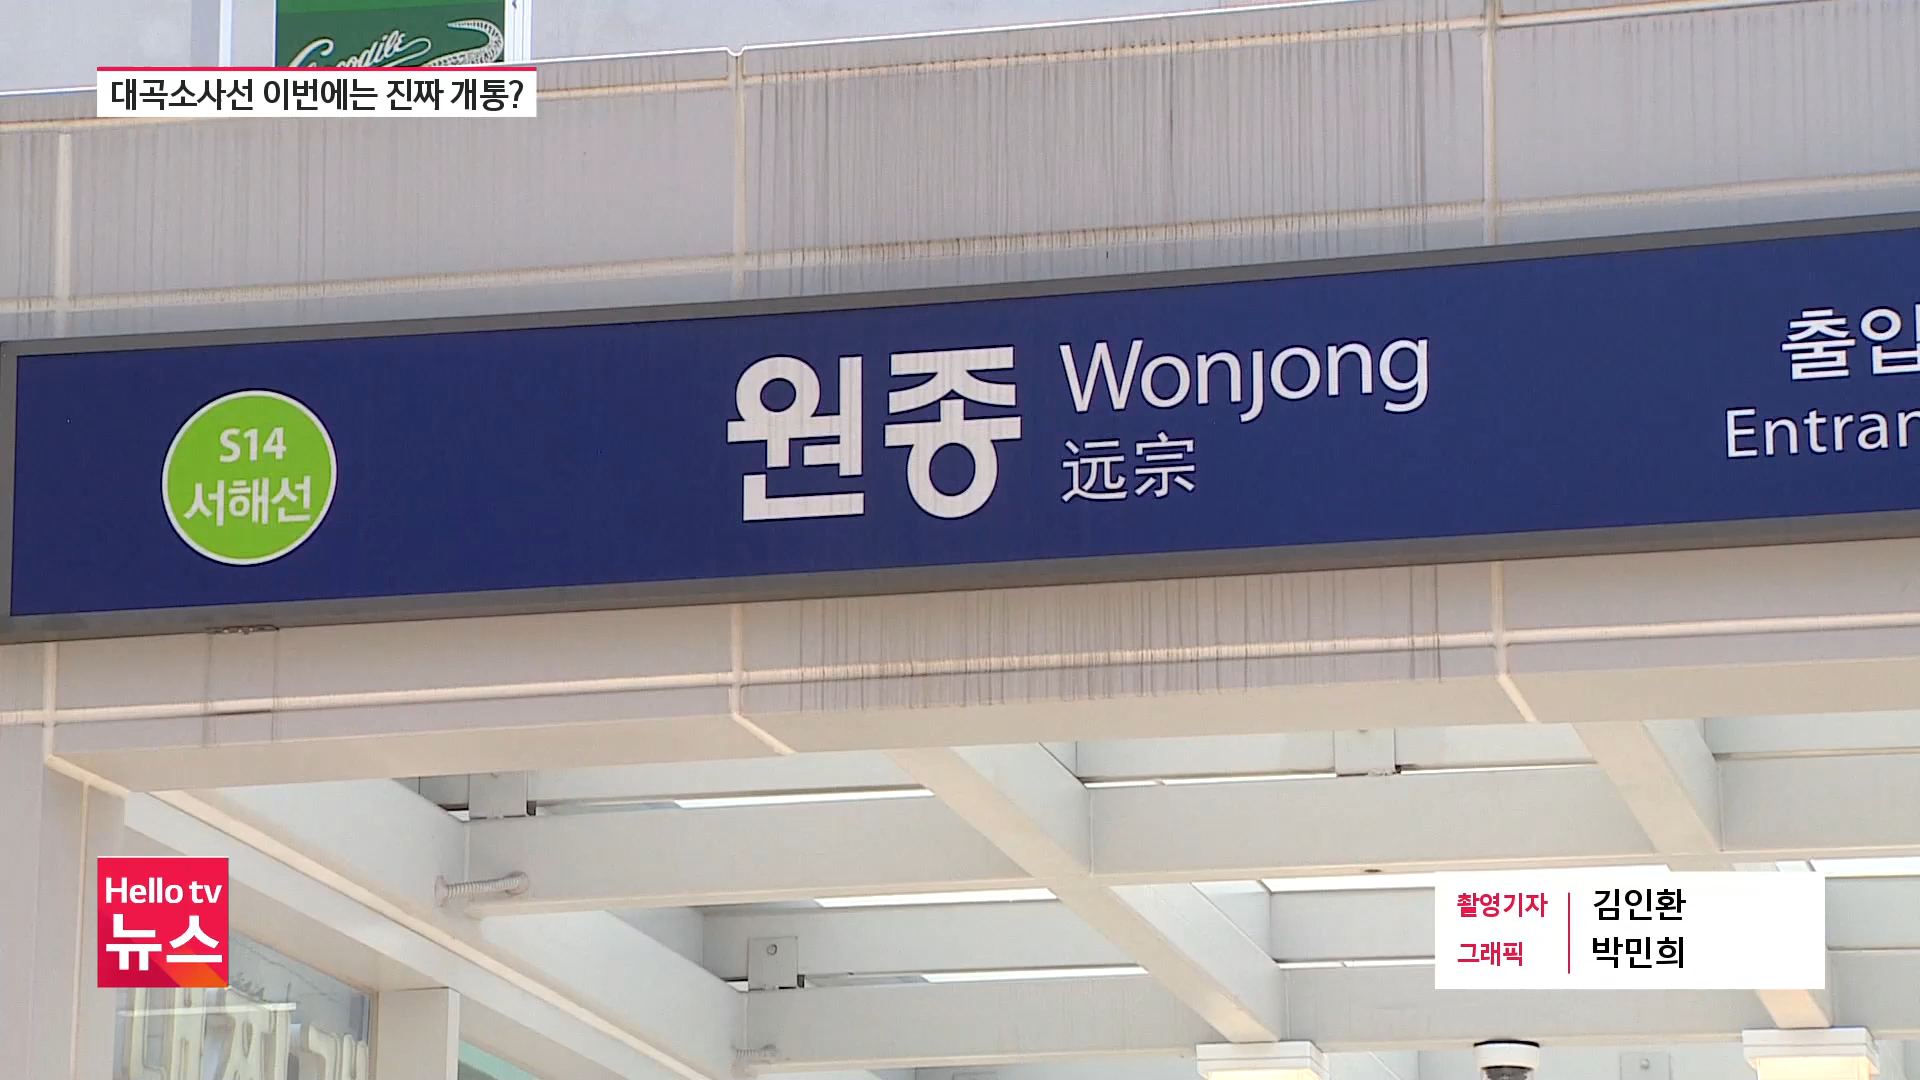 Crocodile
대곡소사선 이번에는 진짜 개통?
S14
서해선
원종
Wonjong
远宗
출입
Entran
Hello tv
뉴스
촬영기자 김인환
그래픽 박민희